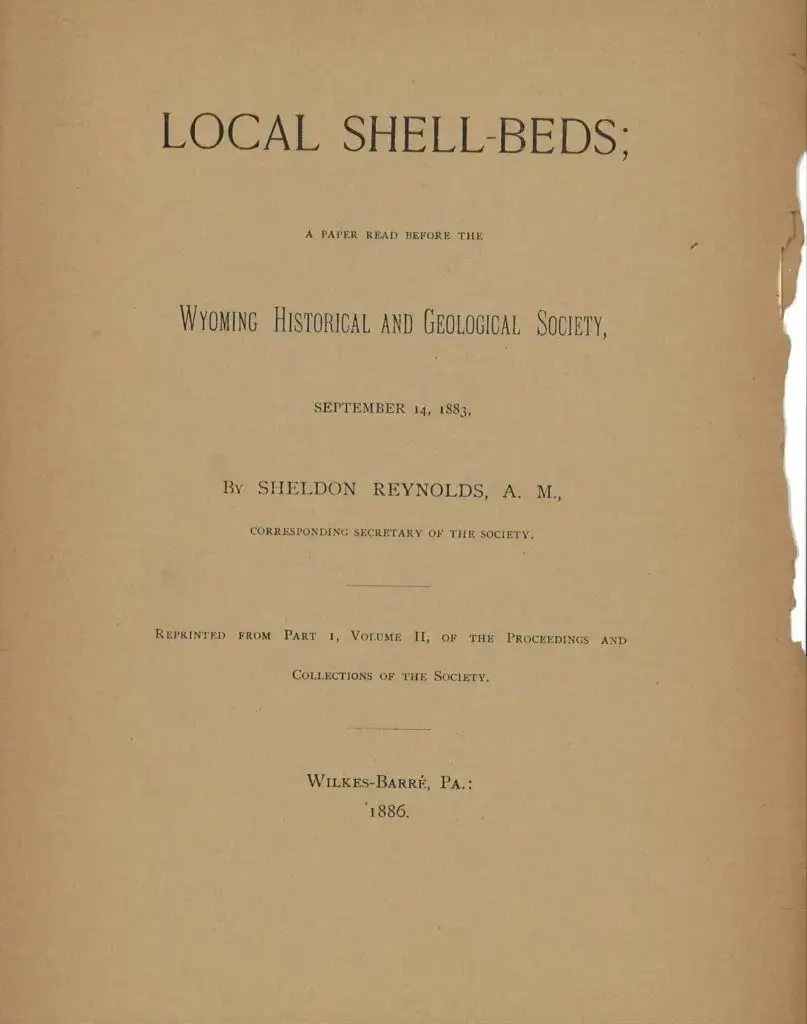 LOCAL SHELL-BEDS;
A PAPER READ BEFORE THE
WYOMING HISTORICAL AND GEOLOGICAL SOCIETY,
SEPTEMBER 14, 1883,
BY SHELDON REYNOLDS, A. M.,
CORRESPONDING SECRETARY OF THE SOCIETY.
REPRINTED FROM PART 1, VOLUME II, OF THE PROCEEDINGS AND
COLLECTIONS OF THE SOCIETY.
WILKES-BARRÉ, PA.:
1886.